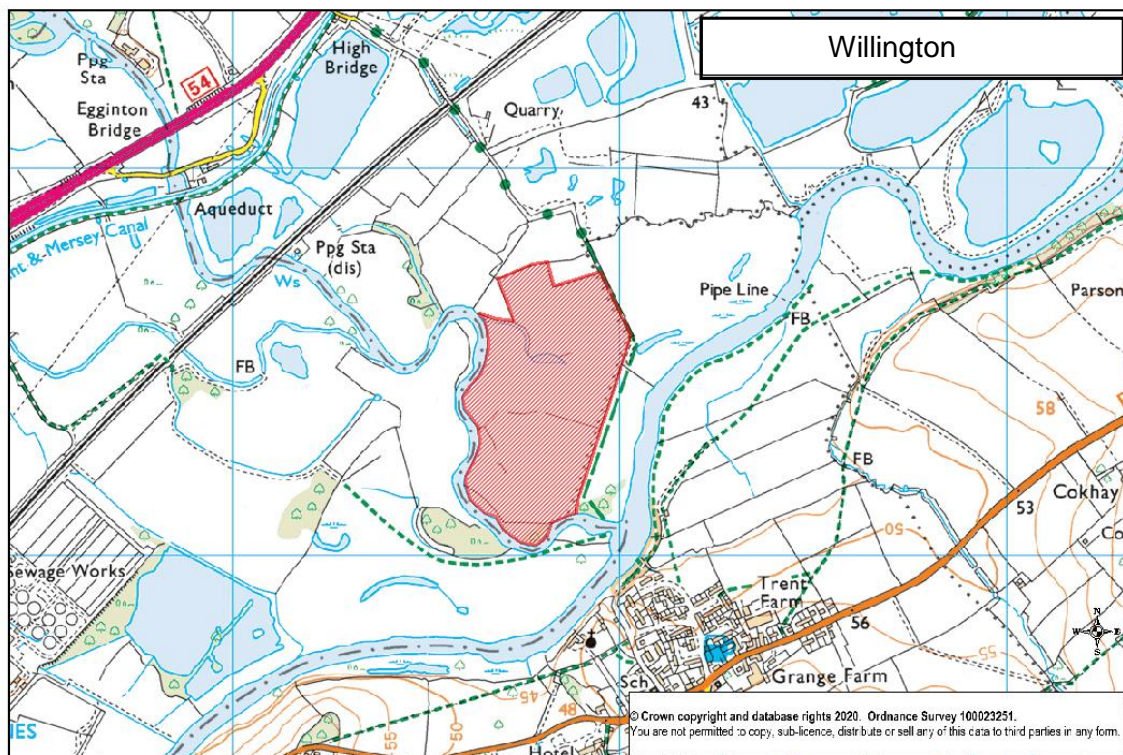 Willington
Ppg
Sta
54
High
Bridge
Egginton
Bridge
Quarry
43
Aqueduct
nt & Mersey Canal
Ppg Sta
(dis)
Ws
Pipe Line
Parson
FB
FB
58
FB
Cokhay
53
50
Co
Sewage Works
Trent
Farm
56
N
W
E
S
55
Sch
Grange Farm
45
48
50
55
Hotel
IES
© Crown copyright and database rights 2020. Ordnance Survey 100023251.
You are not permitted to copy, sub-licence, distribute or sell any of this data to third parties in any form.